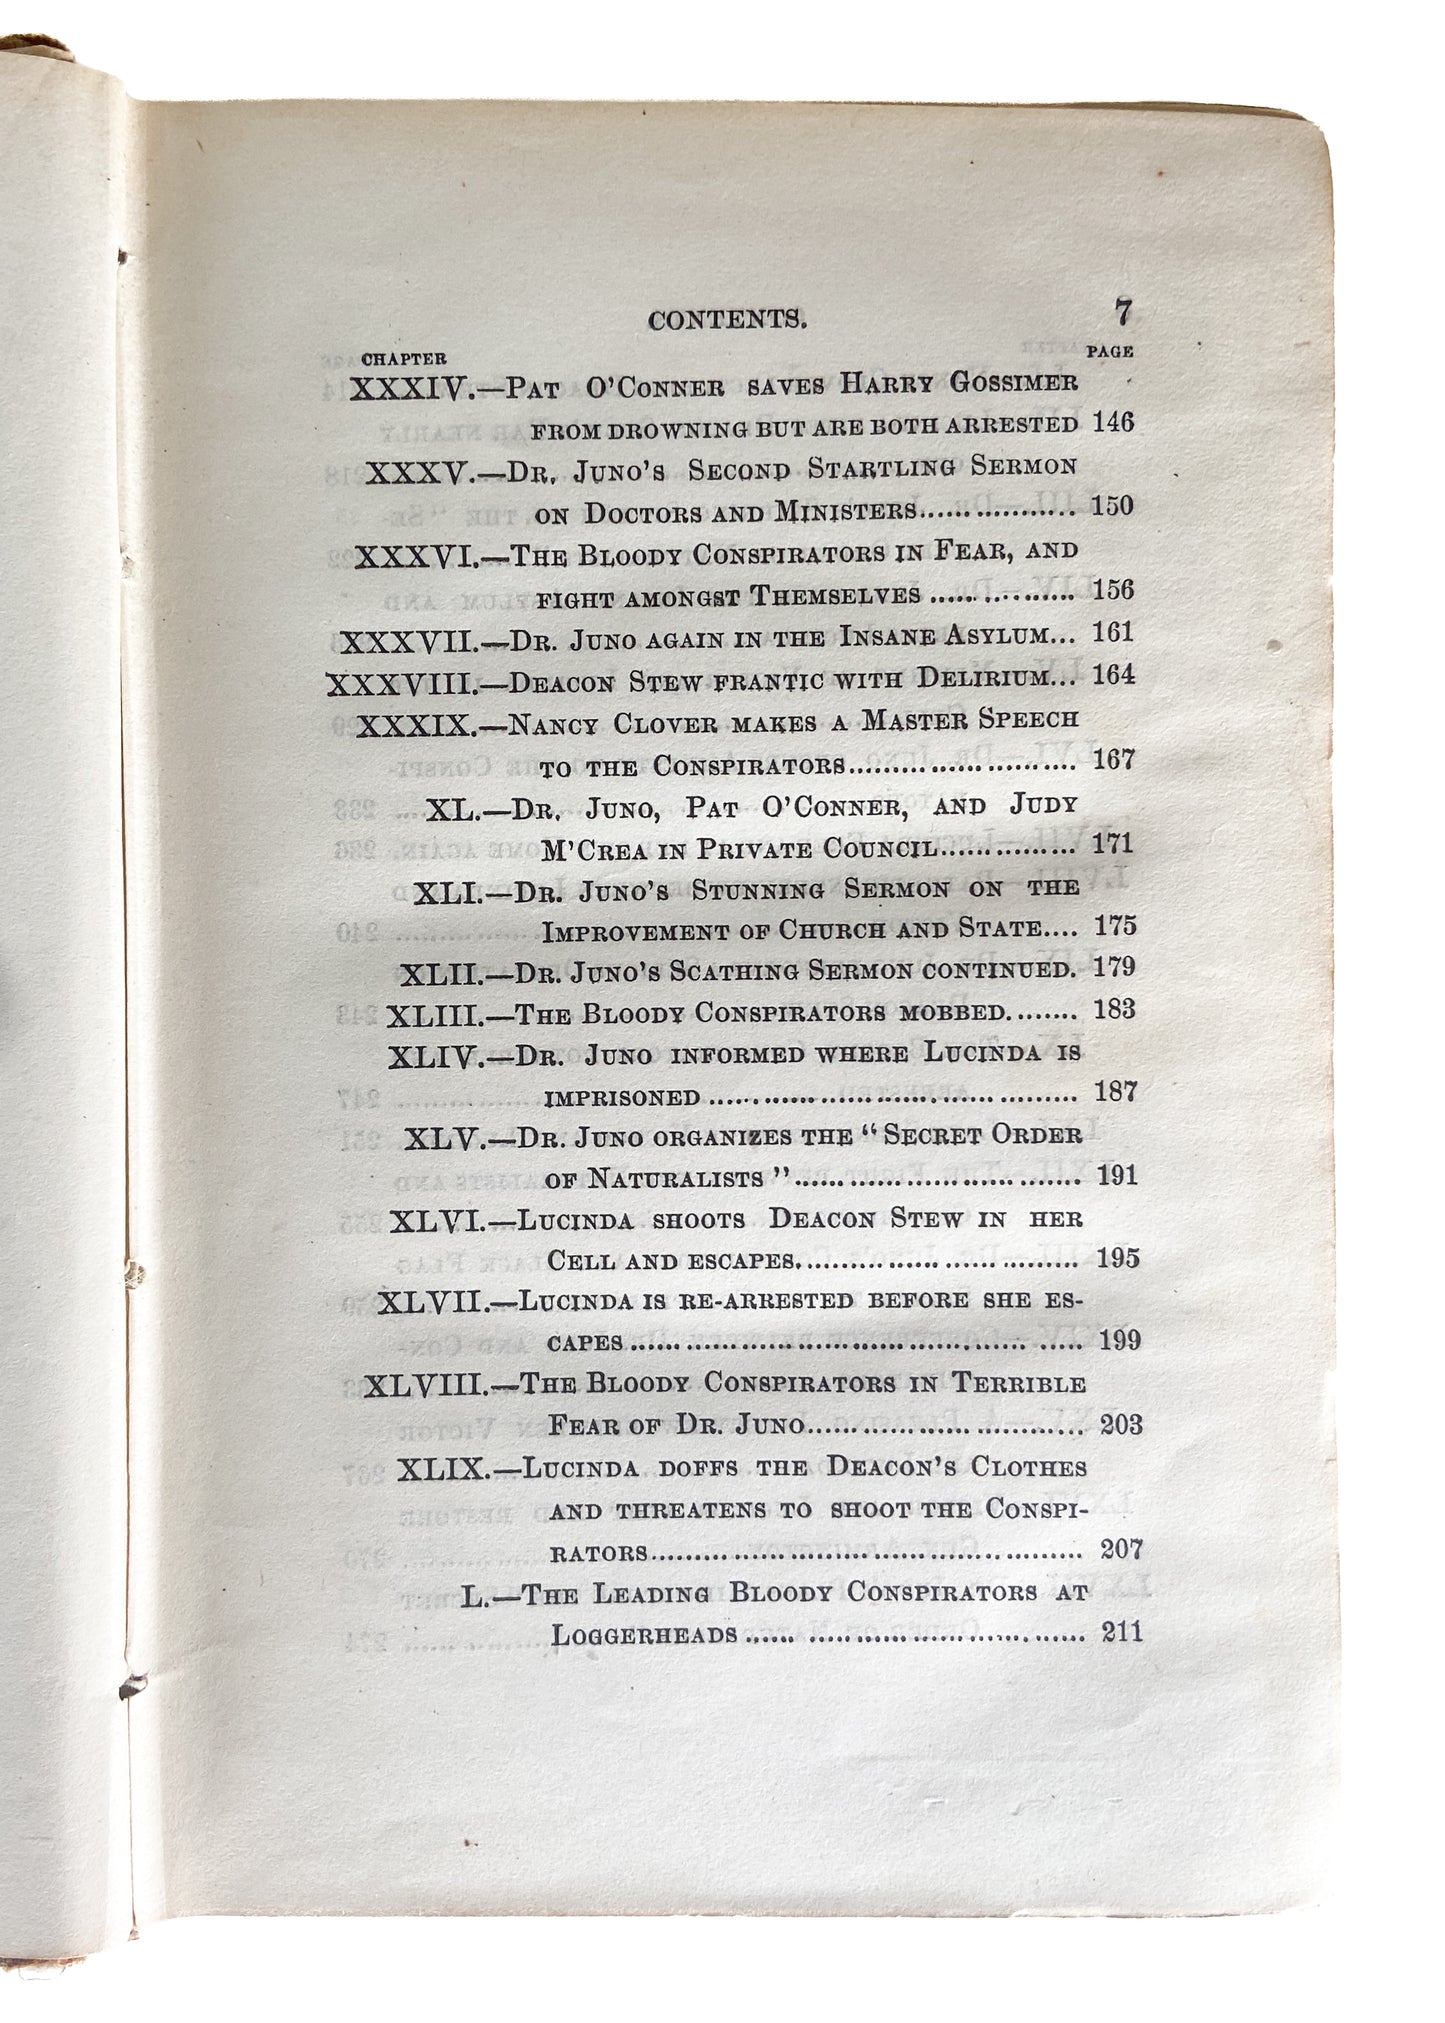 CONTENTS. 7
CHAPTER PAGE
XXXIV.—Pat O'Conner saves Harry Gossimer
from drowning but are both arrested 146
XXXV.—Dr. Juno's Second Startling Sermon
on Doctors and Ministers.................. 150
XXXVI.—The Bloody Conspirators in Fear, and
fight amongst Themselves ................ 156
XXXVII.—Dr. Juno again in the Insane Asylum... 161
XXXVIII.—Deacon Stew frantic with Delirium... 164
XXXIX.—Nancy Clover makes a Master Speech
to the Conspirators.......................... 167
XL.—Dr. Juno, Pat O'Conner, and Judy
M'Crea in Private Council................ 171
XLI.—Dr. Juno's Stunning Sermon on the
Improvement of Church and State.... 175
XLII.—Dr. Juno's Scathing Sermon continued. 179
XLIII.—The Bloody Conspirators mobbed........ 183
XLIV.—Dr. Juno informed where Lucinda is
imprisoned .......................................... 187
XLV.—Dr. Juno organizes the "Secret Order
of Naturalists"................................. 191
XLVI.—Lucinda shoots Deacon Stew in her
Cell and escapes................................ 195
XLVII.—Lucinda is re-arrested before she es-
capes .................................................... 199
XLVIII.—The Bloody Conspirators in Terrible
Fear of Dr. Juno................................ 203
XLIX.—Lucinda doffs the Deacon's Clothes
and threatens to shoot the Conspi-
rators.................................................. 207
L.—The Leading Bloody Conspirators at
Loggerheads ...................................... 211